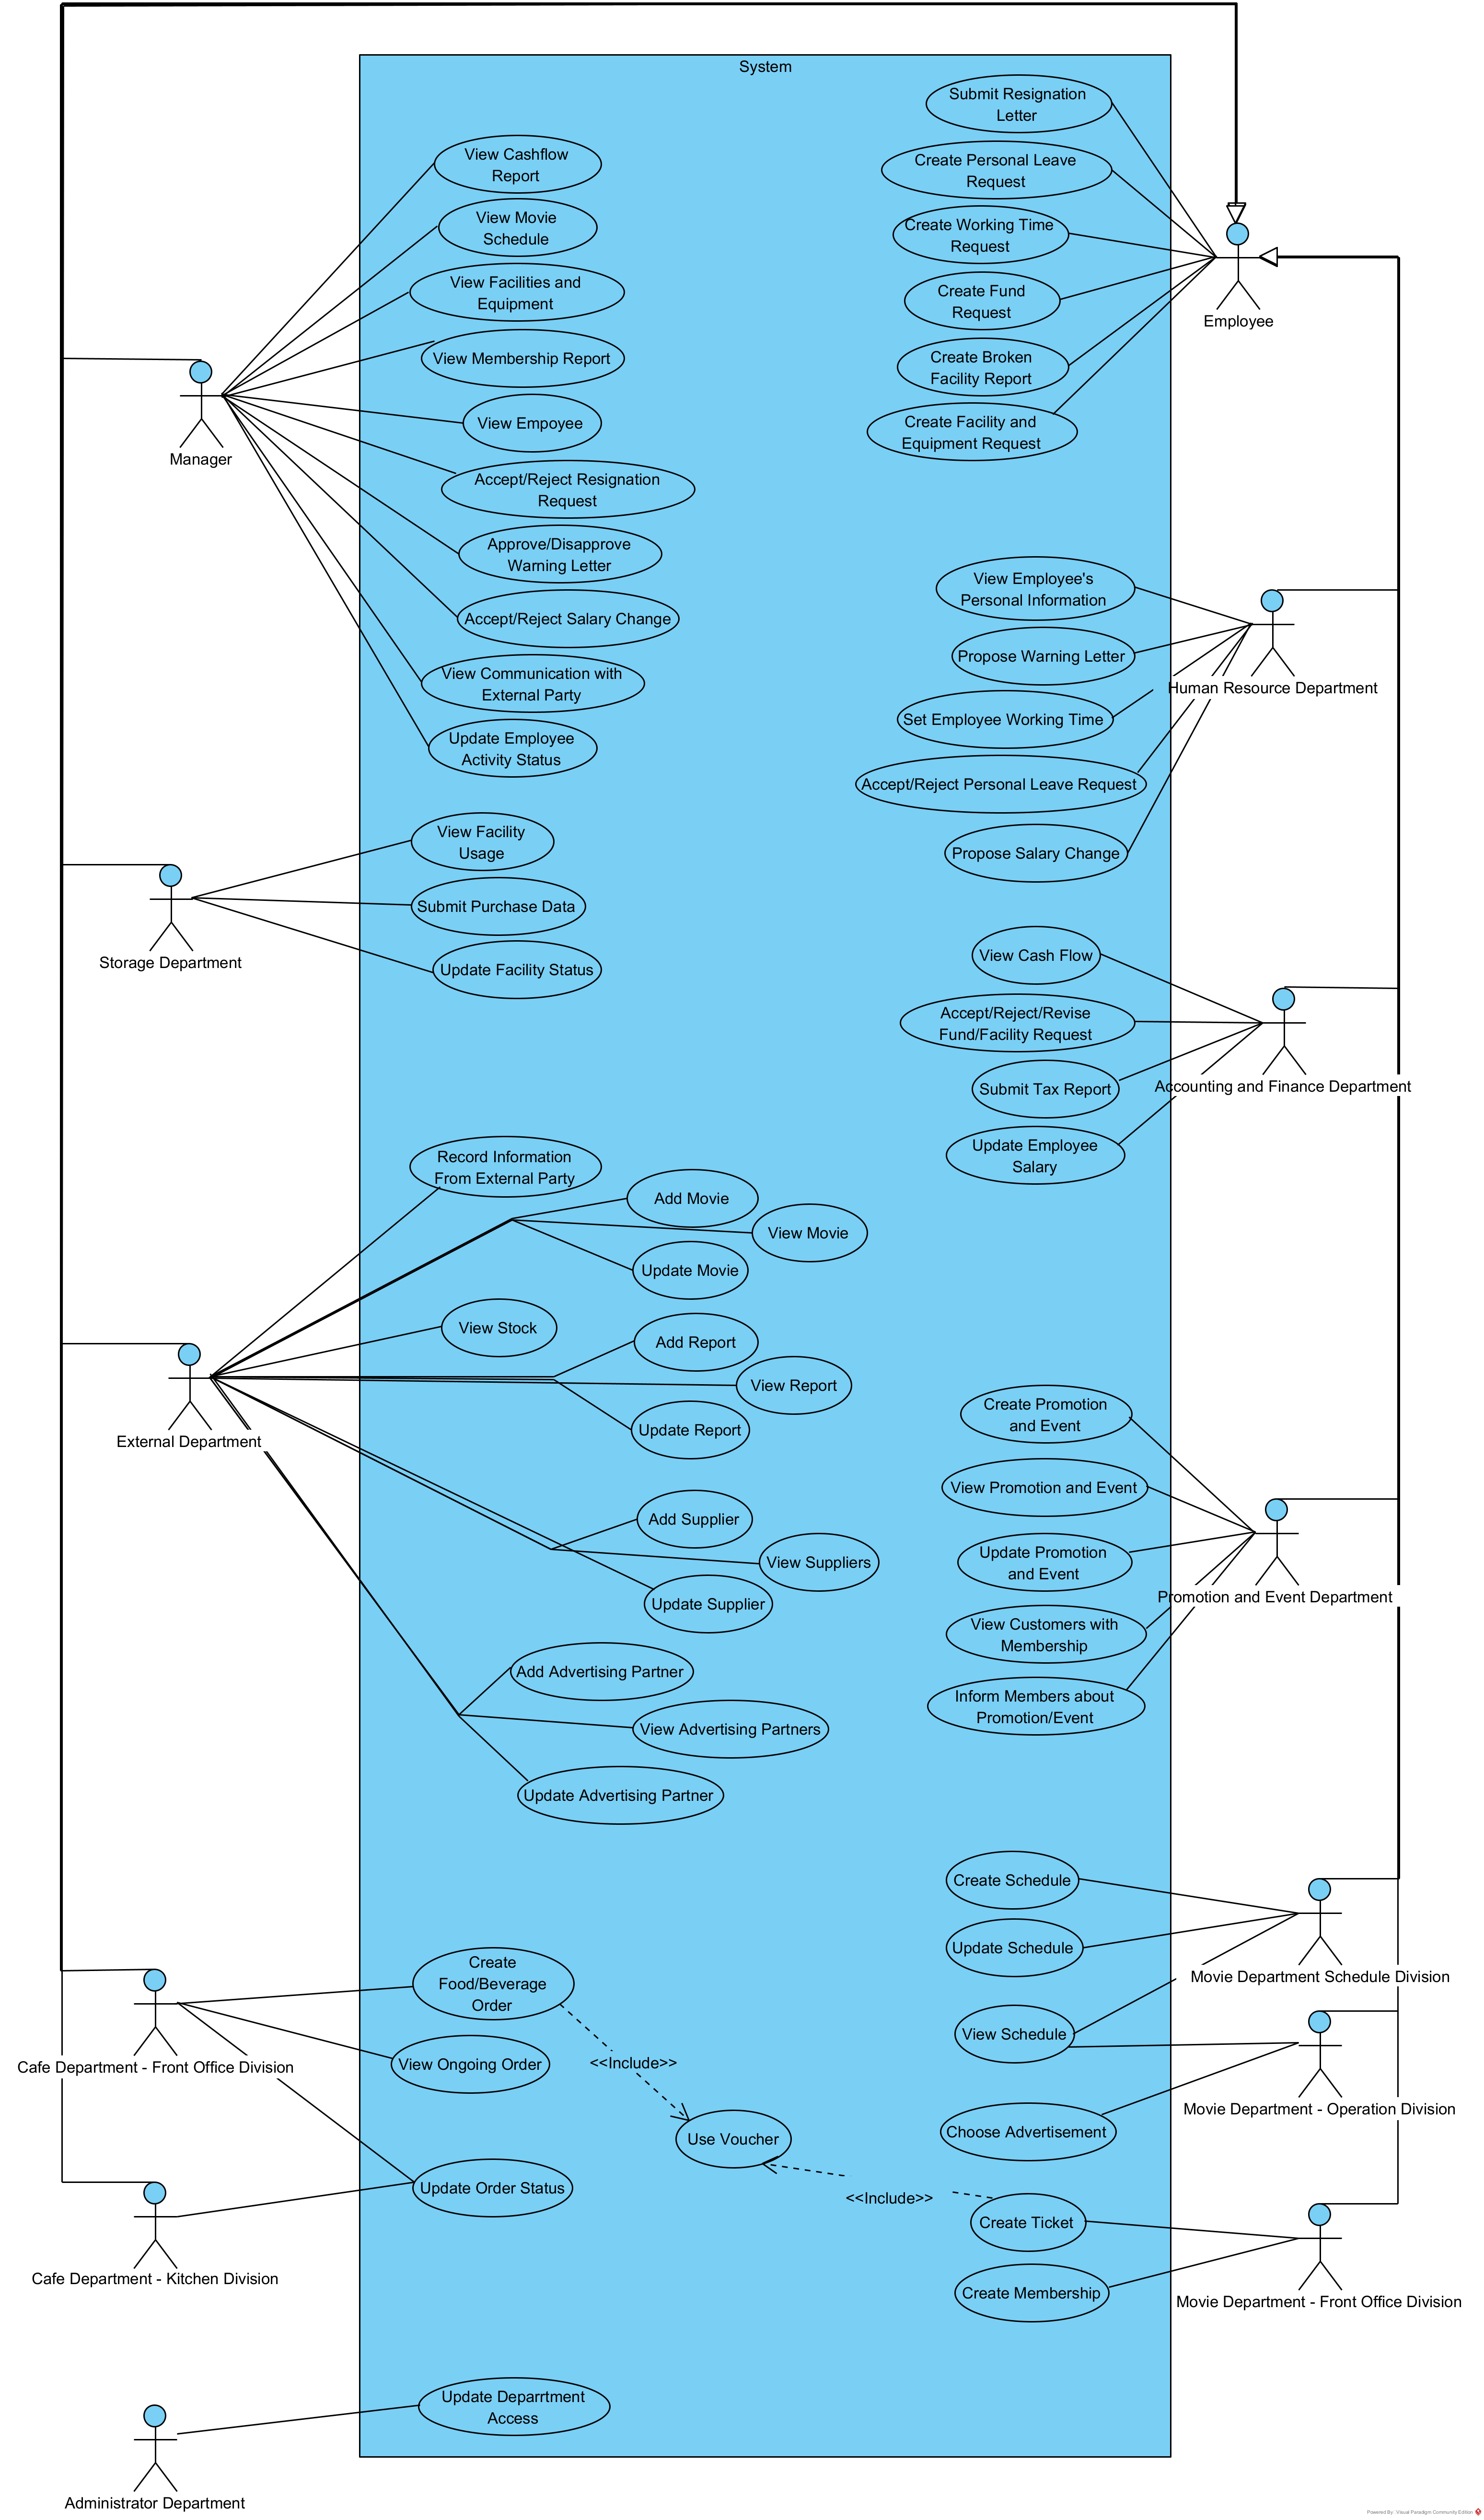 System
Submit Resignation
Letter
View Cashflow
Report
Create Personal Leave
Request
View Movie
Schedule
Create Working Time
Request
View Facilities and
Equipment
Create Fund
Request
Employee
View Membership Report
Create Broken
Facility Report
View Empoyee
Create Facility and
Equipment Request
Manager
Accept/Reject Resignation
Request
Approve/Disapprove
Warning Letter
View Employee's
Personal Information
Accept/Reject Salary Change
Propose Warning Letter
View Communication with
External Party
Human Resource Department
Set Employee Working Time
Update Employee
Activity Status
Accept/Reject Personal Leave Request
View Facility
Usage
Propose Salary Change
Submit Purchase Data
Storage Department
Update Facility Status
View Cash Flow
Accept/Reject/Revise
Fund/Facility Request
Submit Tax Report
Accounting and Finance Department
Update Employee
Salary
Record Information
From External Party
Add Movie
View Movie
Update Movie
View Stock
Add Report
View Report
Update Report
External Department
Create Promotion
and Event
View Promotion and Event
Add Supplier
View Suppliers
Update Supplier
Update Promotion
and Event
Promotion and Event Department
View Customers with
Membership
Add Advertising Partner
Inform Members about
Promotion/Event
View Advertising Partners
Update Advertising Partner
Create Schedule
Update Schedule
Movie Department Schedule Division
Create
Food/Beverage
Order
View Schedule
Cafe Department - Front Office Division
View Ongoing Order
<<Include>>
Movie Department - Operation Division
Use Voucher
Choose Advertisement
Update Order Status
<<Include>>
Create Ticket
Cafe Department - Kitchen Division
Create Membership
Movie Department - Front Office Division
Update Deparrtment
Access
Administrator Department
Powered By: Visual Paradigm Community Edition